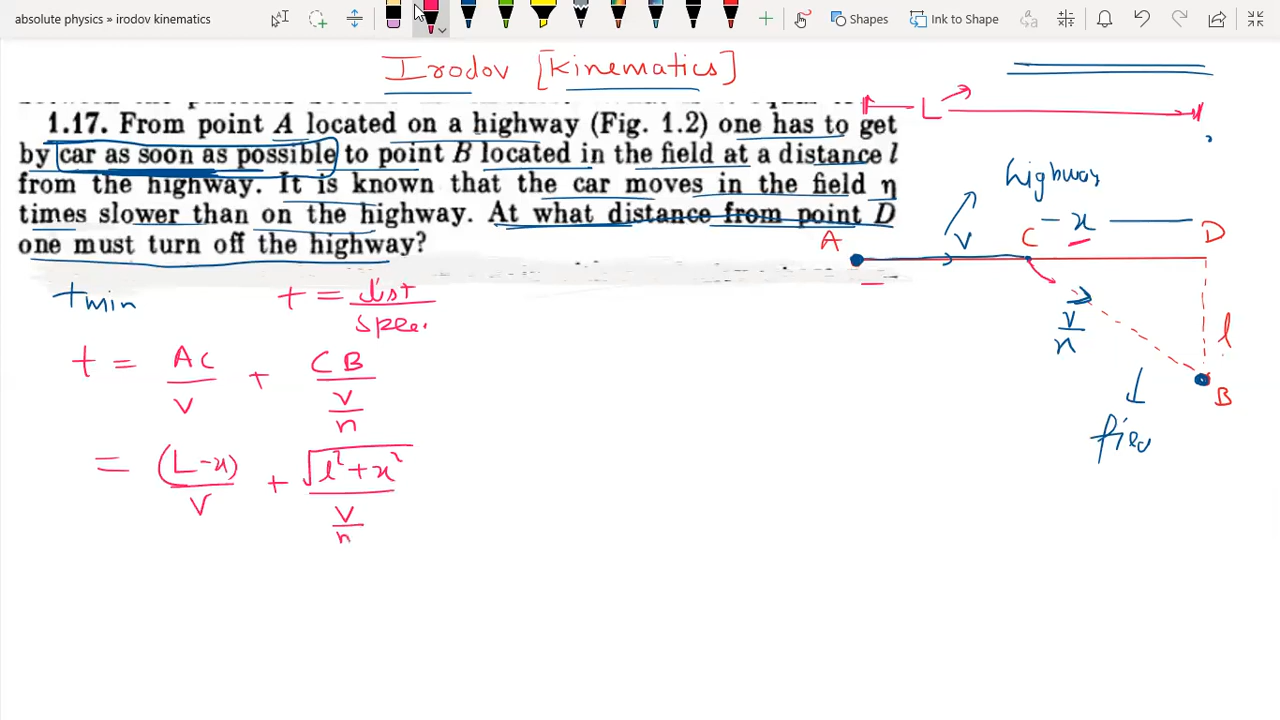 absolute physics » irodov kinematics
Shapes
Ink to Shape
Irodov [Kinematics]
1.17. From point A located on a highway (Fig. 1.2) one has to get
by car as soon as possible to point B located in the field at a distance l
from the highway. It is known that the car moves in the field η
times slower than on the highway. At what distance from point D
one must turn off the highway?
L
highway
x
A
V
C
D
V/n
l
B
tmin
t = dist/spee.
t = AC/V + CB/(V/n)
= (L-x)/V + √l²+x²/(V/n)